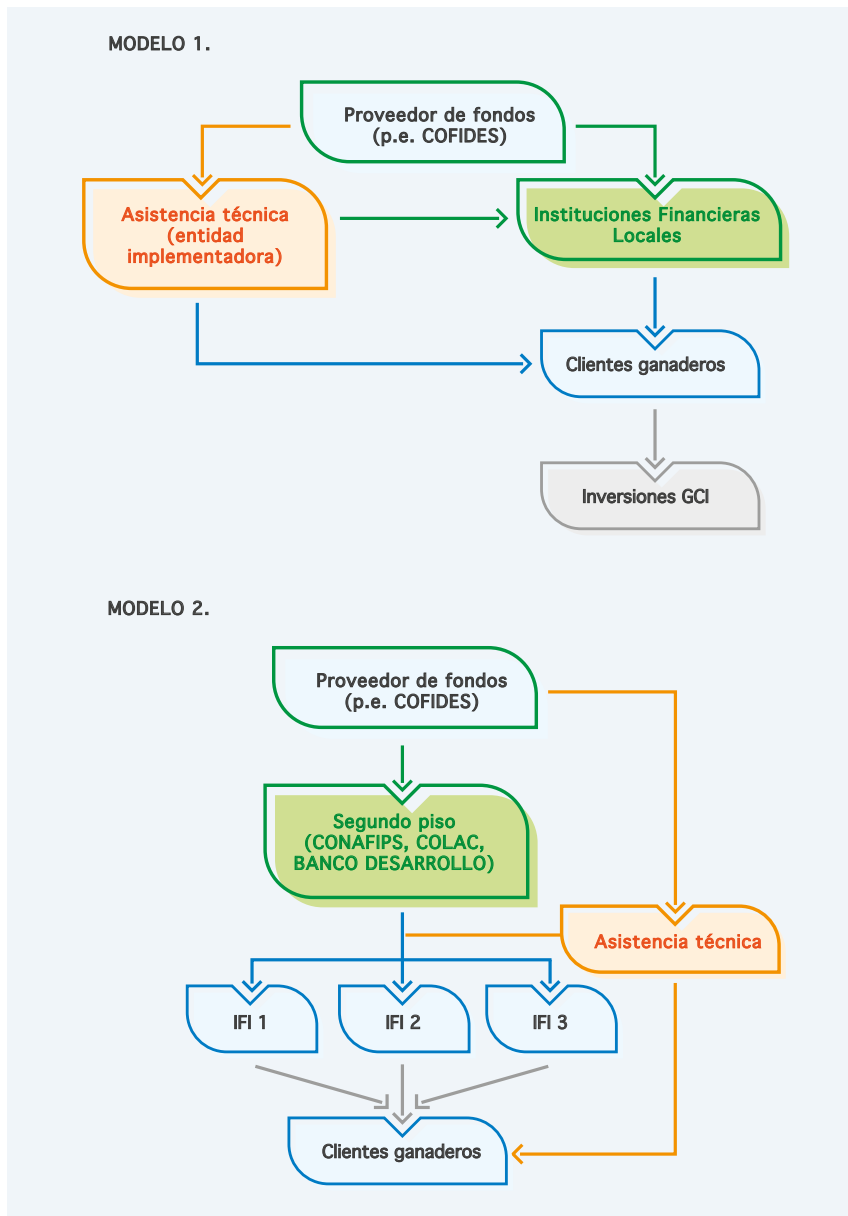 MODELO 1.
Proveedor de fondos
(p.e. COFIDES)
Asistencia técnica
(entidad
implementadora)
Instituciones Financieras
Locales
Clientes ganaderos
Inversiones GCI
MODELO 2.
Proveedor de fondos
(p.e. COFIDES)
Segundo piso
(CONAFIPS, COLAC,
BANCO DESARROLLO)
Asistencia técnica
IFI 1
IFI 2
IFI 3
Clientes ganaderos